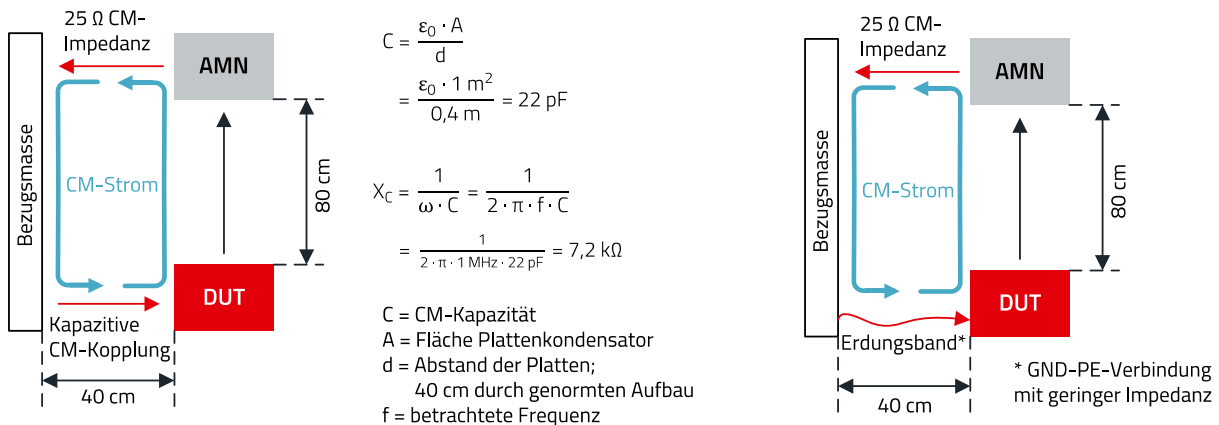 25 Ω CM-
Impedanz
AMN
Bezugsmasse
CM-Strom
80 cm
DUT
Kapazitive
CM-Kopplung
40 cm
C = ε₀ · A / d
= ε₀ · 1 m² / 0,4 m = 22 pF
X_C = 1 / ω · C = 1 / 2 · π · f · C
= 1 / 2 · π · 1 MHz · 22 pF = 7,2 kΩ
C = CM-Kapazität
A = Fläche Plattenkondensator
d = Abstand der Platten;
40 cm durch genormten Aufbau
f = betrachtete Frequenz
25 Ω CM-
Impedanz
AMN
Bezugsmasse
CM-Strom
80 cm
DUT
Erdungsband*
40 cm
* GND-PE-Verbindung
mit geringer Impedanz